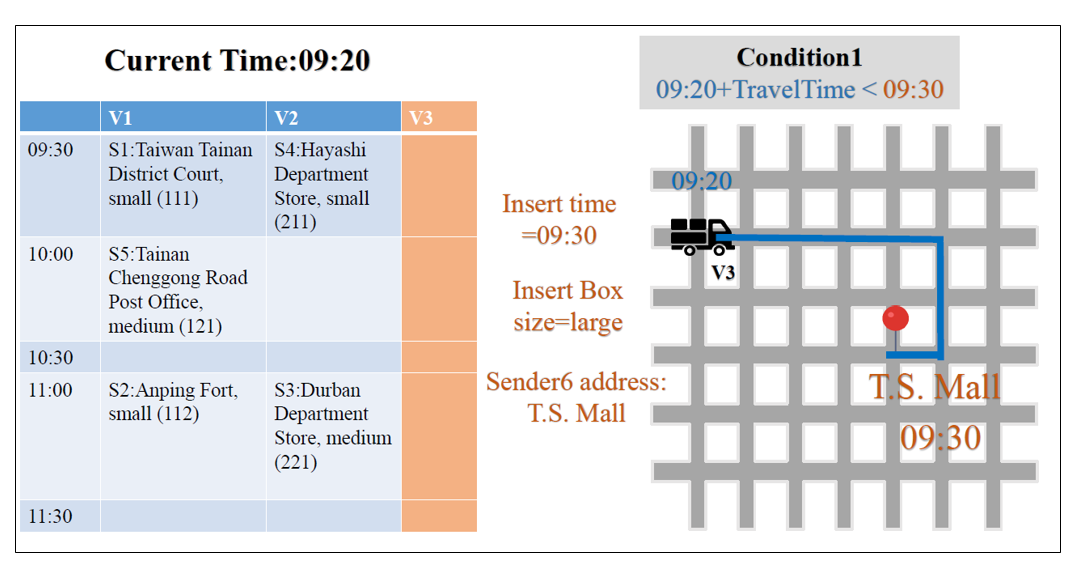 Current Time:09:20
V1
V2
V3
09:30
S1:Taiwan Tainan
District Court,
small (111)
S4:Hayashi
Department
Store, small
(211)
10:00
S5:Tainan
Chenggong Road
Post Office,
medium (121)
10:30
11:00
S2:Anping Fort,
small (112)
S3:Durban
Department
Store, medium
(221)
11:30
Insert time
=09:30
Insert Box
size=large
Sender6 address:
T.S. Mall
Condition1
09:20+TravelTime < 09:30
09:20
V3
T.S. Mall
09:30